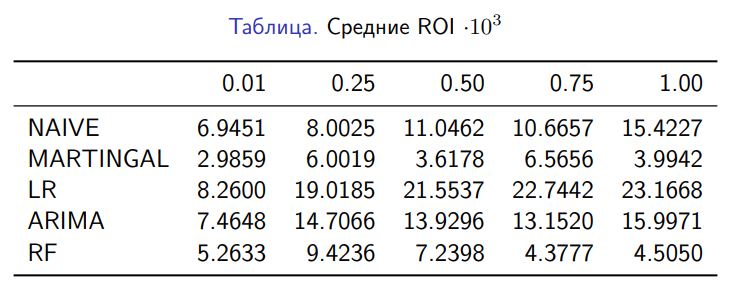 Таблица. Средние ROI ·10³
0.01 0.25 0.50 0.75 1.00
NAIVE 6.9451 8.0025 11.0462 10.6657 15.4227
MARTINGAL 2.9859 6.0019 3.6178 6.5656 3.9942
LR 8.2600 19.0185 21.5537 22.7442 23.1668
ARIMA 7.4648 14.7066 13.9296 13.1520 15.9971
RF 5.2633 9.4236 7.2398 4.3777 4.5050